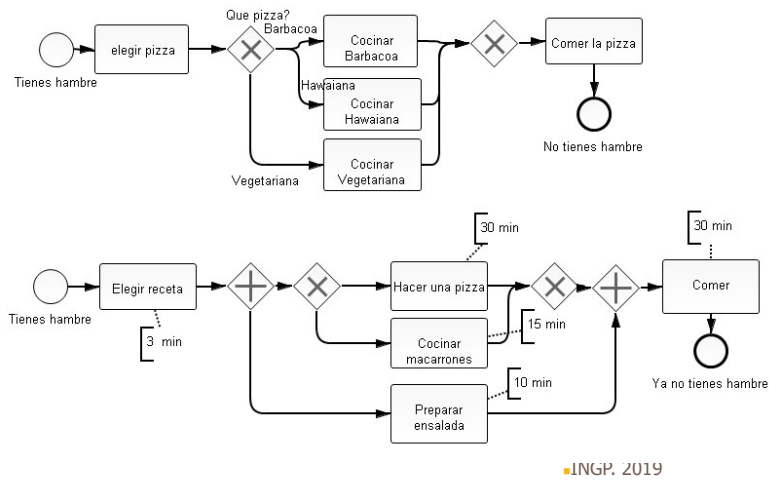 Que pizza?
Barbacoa
elegir pizza
Cocinar
Barbacoa
Comer la pizza
Tienes hambre
Hawaiana
Cocinar
Hawaiana
No tienes hambre
Cocinar
Vegetariana
Vegetariana
30 min
30 min
Elegir receta
Hacer una pizza
Comer
Tienes hambre
3 min
15 min
Cocinar
macarrones
Ya no tienes hambre
10 min
Preparar
ensalada
INGP. 2019